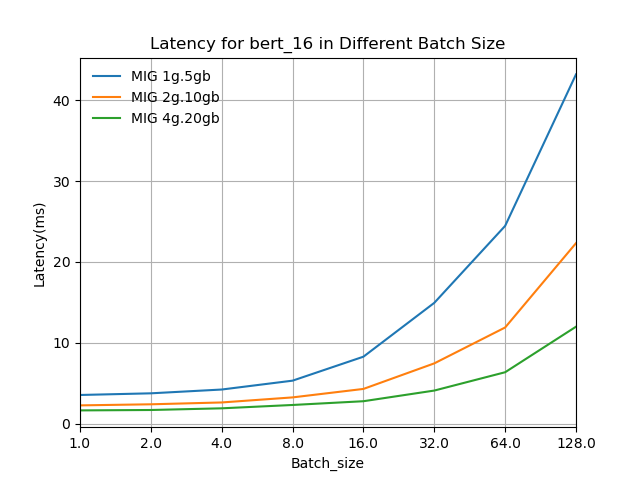 Latency for bert_16 in Different Batch Size
MIG 1g.5gb
MIG 2g.10gb
MIG 4g.20gb
Latency(ms)
40
30
20
10
0
1.0 2.0 4.0 8.0 16.0 32.0 64.0 128.0
Batch_size